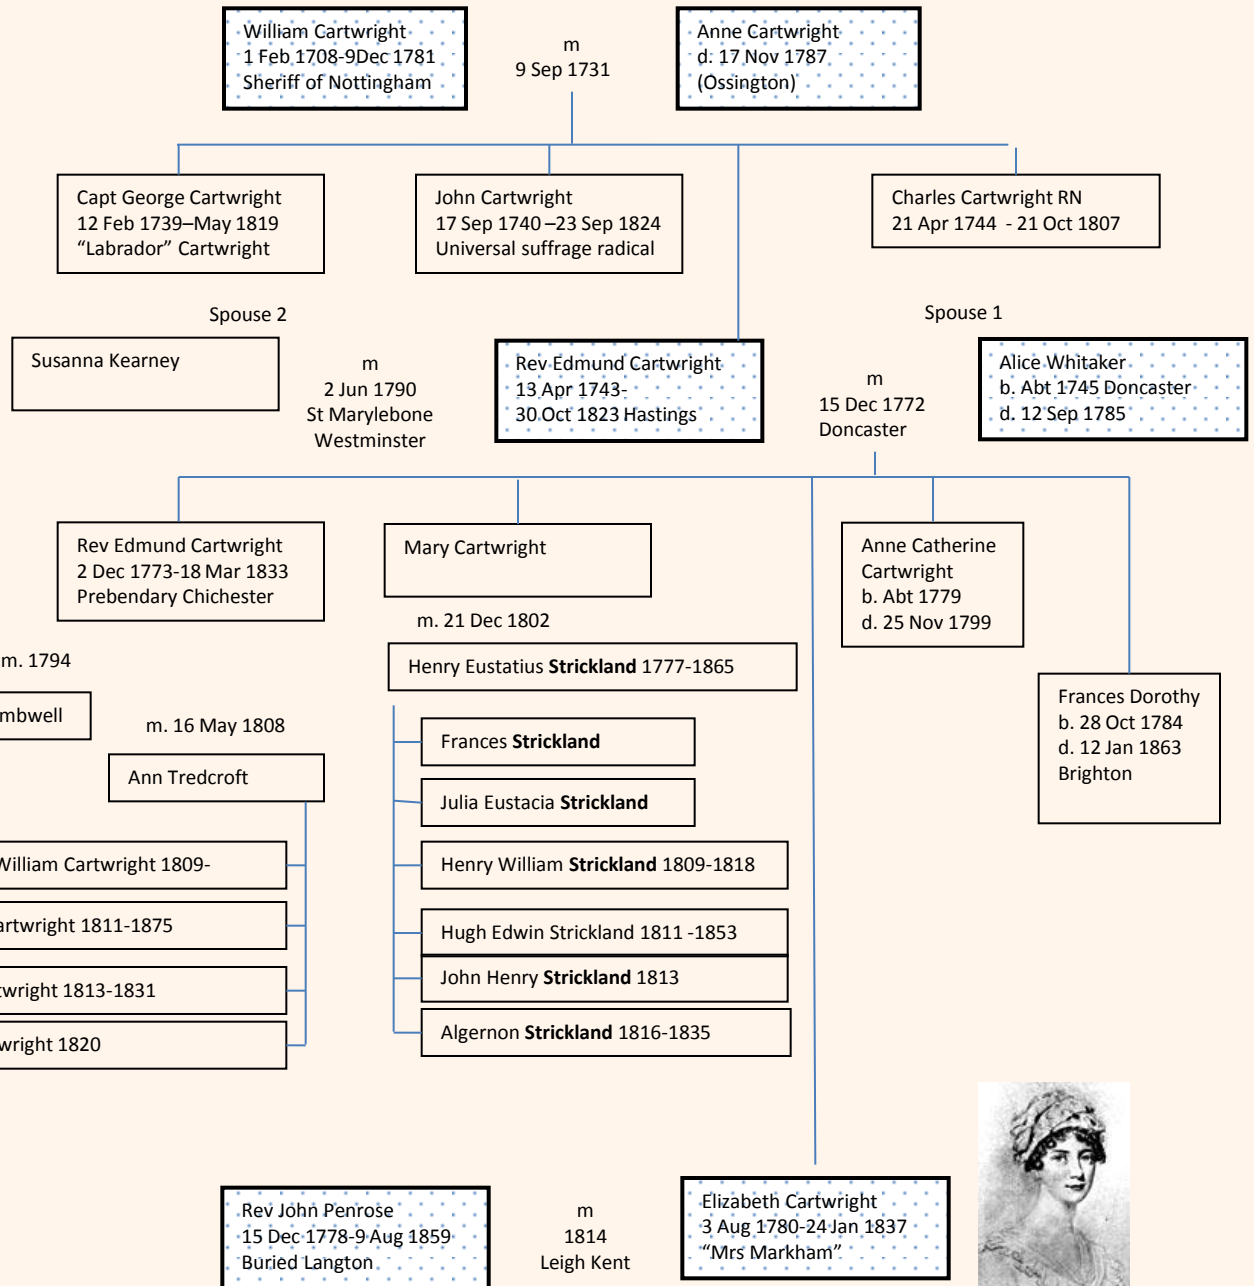 William Cartwright
1 Feb 1708-9Dec 1781
Sheriff of Nottingham
m
9 Sep 1731
Anne Cartwright
d. 17 Nov 1787
(Ossington)
Capt George Cartwright
12 Feb 1739–May 1819
“Labrador” Cartwright
John Cartwright
17 Sep 1740 –23 Sep 1824
Universal suffrage radical
Charles Cartwright RN
21 Apr 1744 - 21 Oct 1807
Spouse 2
Spouse 1
Susanna Kearney
m
2 Jun 1790
St Marylebone
Westminster
Rev Edmund Cartwright
13 Apr 1743-
30 Oct 1823 Hastings
m
15 Dec 1772
Doncaster
Alice Whitaker
b. Abt 1745 Doncaster
d. 12 Sep 1785
Rev Edmund Cartwright
2 Dec 1773-18 Mar 1833
Prebendary Chichester
Mary Cartwright
Anne Catherine
Cartwright
b. Abt 1779
d. 25 Nov 1799
m. 21 Dec 1802
m. 1794
Henry Eustatius Strickland 1777-1865
mbwell
m. 16 May 1808
Ann Tredcroft
Frances Dorothy
b. 28 Oct 1784
d. 12 Jan 1863
Brighton
Frances Strickland
Julia Eustacia Strickland
Henry William Strickland 1809-1818
Hugh Edwin Strickland 1811 -1853
John Henry Strickland 1813
Algernon Strickland 1816-1835
William Cartwright 1809-
artwright 1811-1875
twright 1813-1831
wright 1820
Rev John Penrose
15 Dec 1778-9 Aug 1859
Buried Langton
m
1814
Leigh Kent
Elizabeth Cartwright
3 Aug 1780-24 Jan 1837
“Mrs Markham”